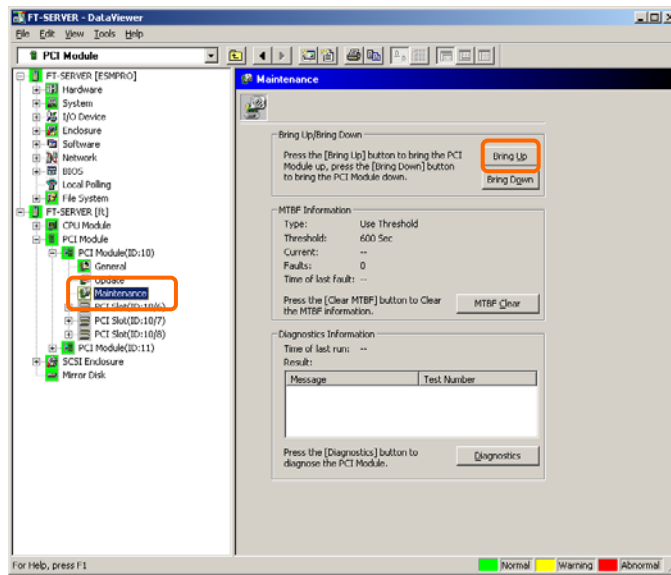 FT-SERVER - DataViewer
File Edit View Tools Help
PCI Module
FT-SERVER [ESMPRO]
Hardware
System
I/O Device
Enclosure
Software
Network
BIOS
Local Polling
File System
FT-SERVER [ft]
CPU Module
PCI Module
PCI Module(ID:10)
General
Update
Maintenance
PCI Slot(ID:10/6)
PCI Slot(ID:10/7)
PCI Slot(ID:10/8)
PCI Module(ID:11)
SCSI Enclosure
Mirror Disk
Maintenance
Bring Up/Bring Down
Press the [Bring Up] button to bring the PCI
Module up, press the [Bring Down] button
to bring the PCI Module down.
Bring Up
Bring Down
MTBF Information
Type: Use Threshold
Threshold: 600 Sec
Current: --
Faults: 0
Time of last fault: --
Press the [Clear MTBF] button to Clear
the MTBF information.
MTBF Clear
Diagnostics Information
Time of last run: --
Result:
Message Test Number
Press the [Diagnostics] button to
diagnose the PCI Module.
Diagnostics
For Help, press F1
Normal Warning Abnormal